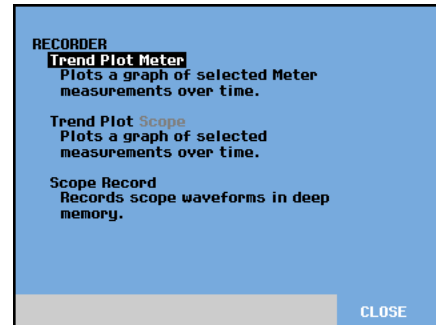 RECORDER
Trend Plot Meter
Plots a graph of selected Meter
measurements over time.
Trend Plot Scope
Plots a graph of selected
measurements over time.
Scope Record
Records scope waveforms in deep
memory.
CLOSE